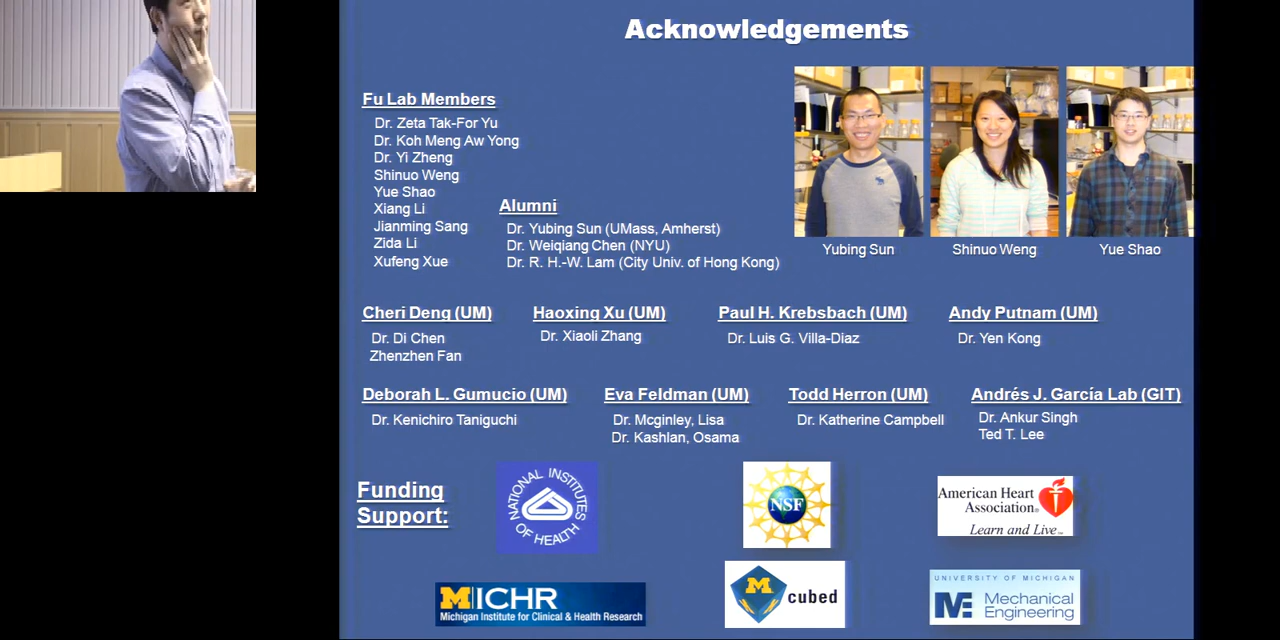 Acknowledgements
Fu Lab Members
Dr. Zeta Tak-For Yu
Dr. Koh Meng Aw Yong
Dr. Yi Zheng
Shinuo Weng
Yue Shao
Xiang Li
Jianming Sang
Zida Li
Xufeng Xue
Alumni
Dr. Yubing Sun (UMass, Amherst)
Dr. Weiqiang Chen (NYU)
Dr. R. H.-W. Lam (City Univ. of Hong Kong)
Yubing Sun
Shinuo Weng
Yue Shao
Cheri Deng (UM)
Dr. Di Chen
Zhenzhen Fan
Haoxing Xu (UM)
Dr. Xiaoli Zhang
Paul H. Krebsbach (UM)
Dr. Luis G. Villa-Diaz
Andy Putnam (UM)
Dr. Yen Kong
Deborah L. Gumucio (UM)
Dr. Kenichiro Taniguchi
Eva Feldman (UM)
Dr. Mcginley, Lisa
Dr. Kashlan, Osama
Todd Herron (UM)
Dr. Katherine Campbell
Andrés J. García Lab (GIT)
Dr. Ankur Singh
Ted T. Lee
Funding
Support:
NATIONAL INSTITUTES
OF HEALTH
NSF
American Heart
Association®
Learn and Live™
MICHR
Michigan Institute for Clinical & Health Research
M
cubed
UNIVERSITY OF MICHIGAN
ME Mechanical
Engineering